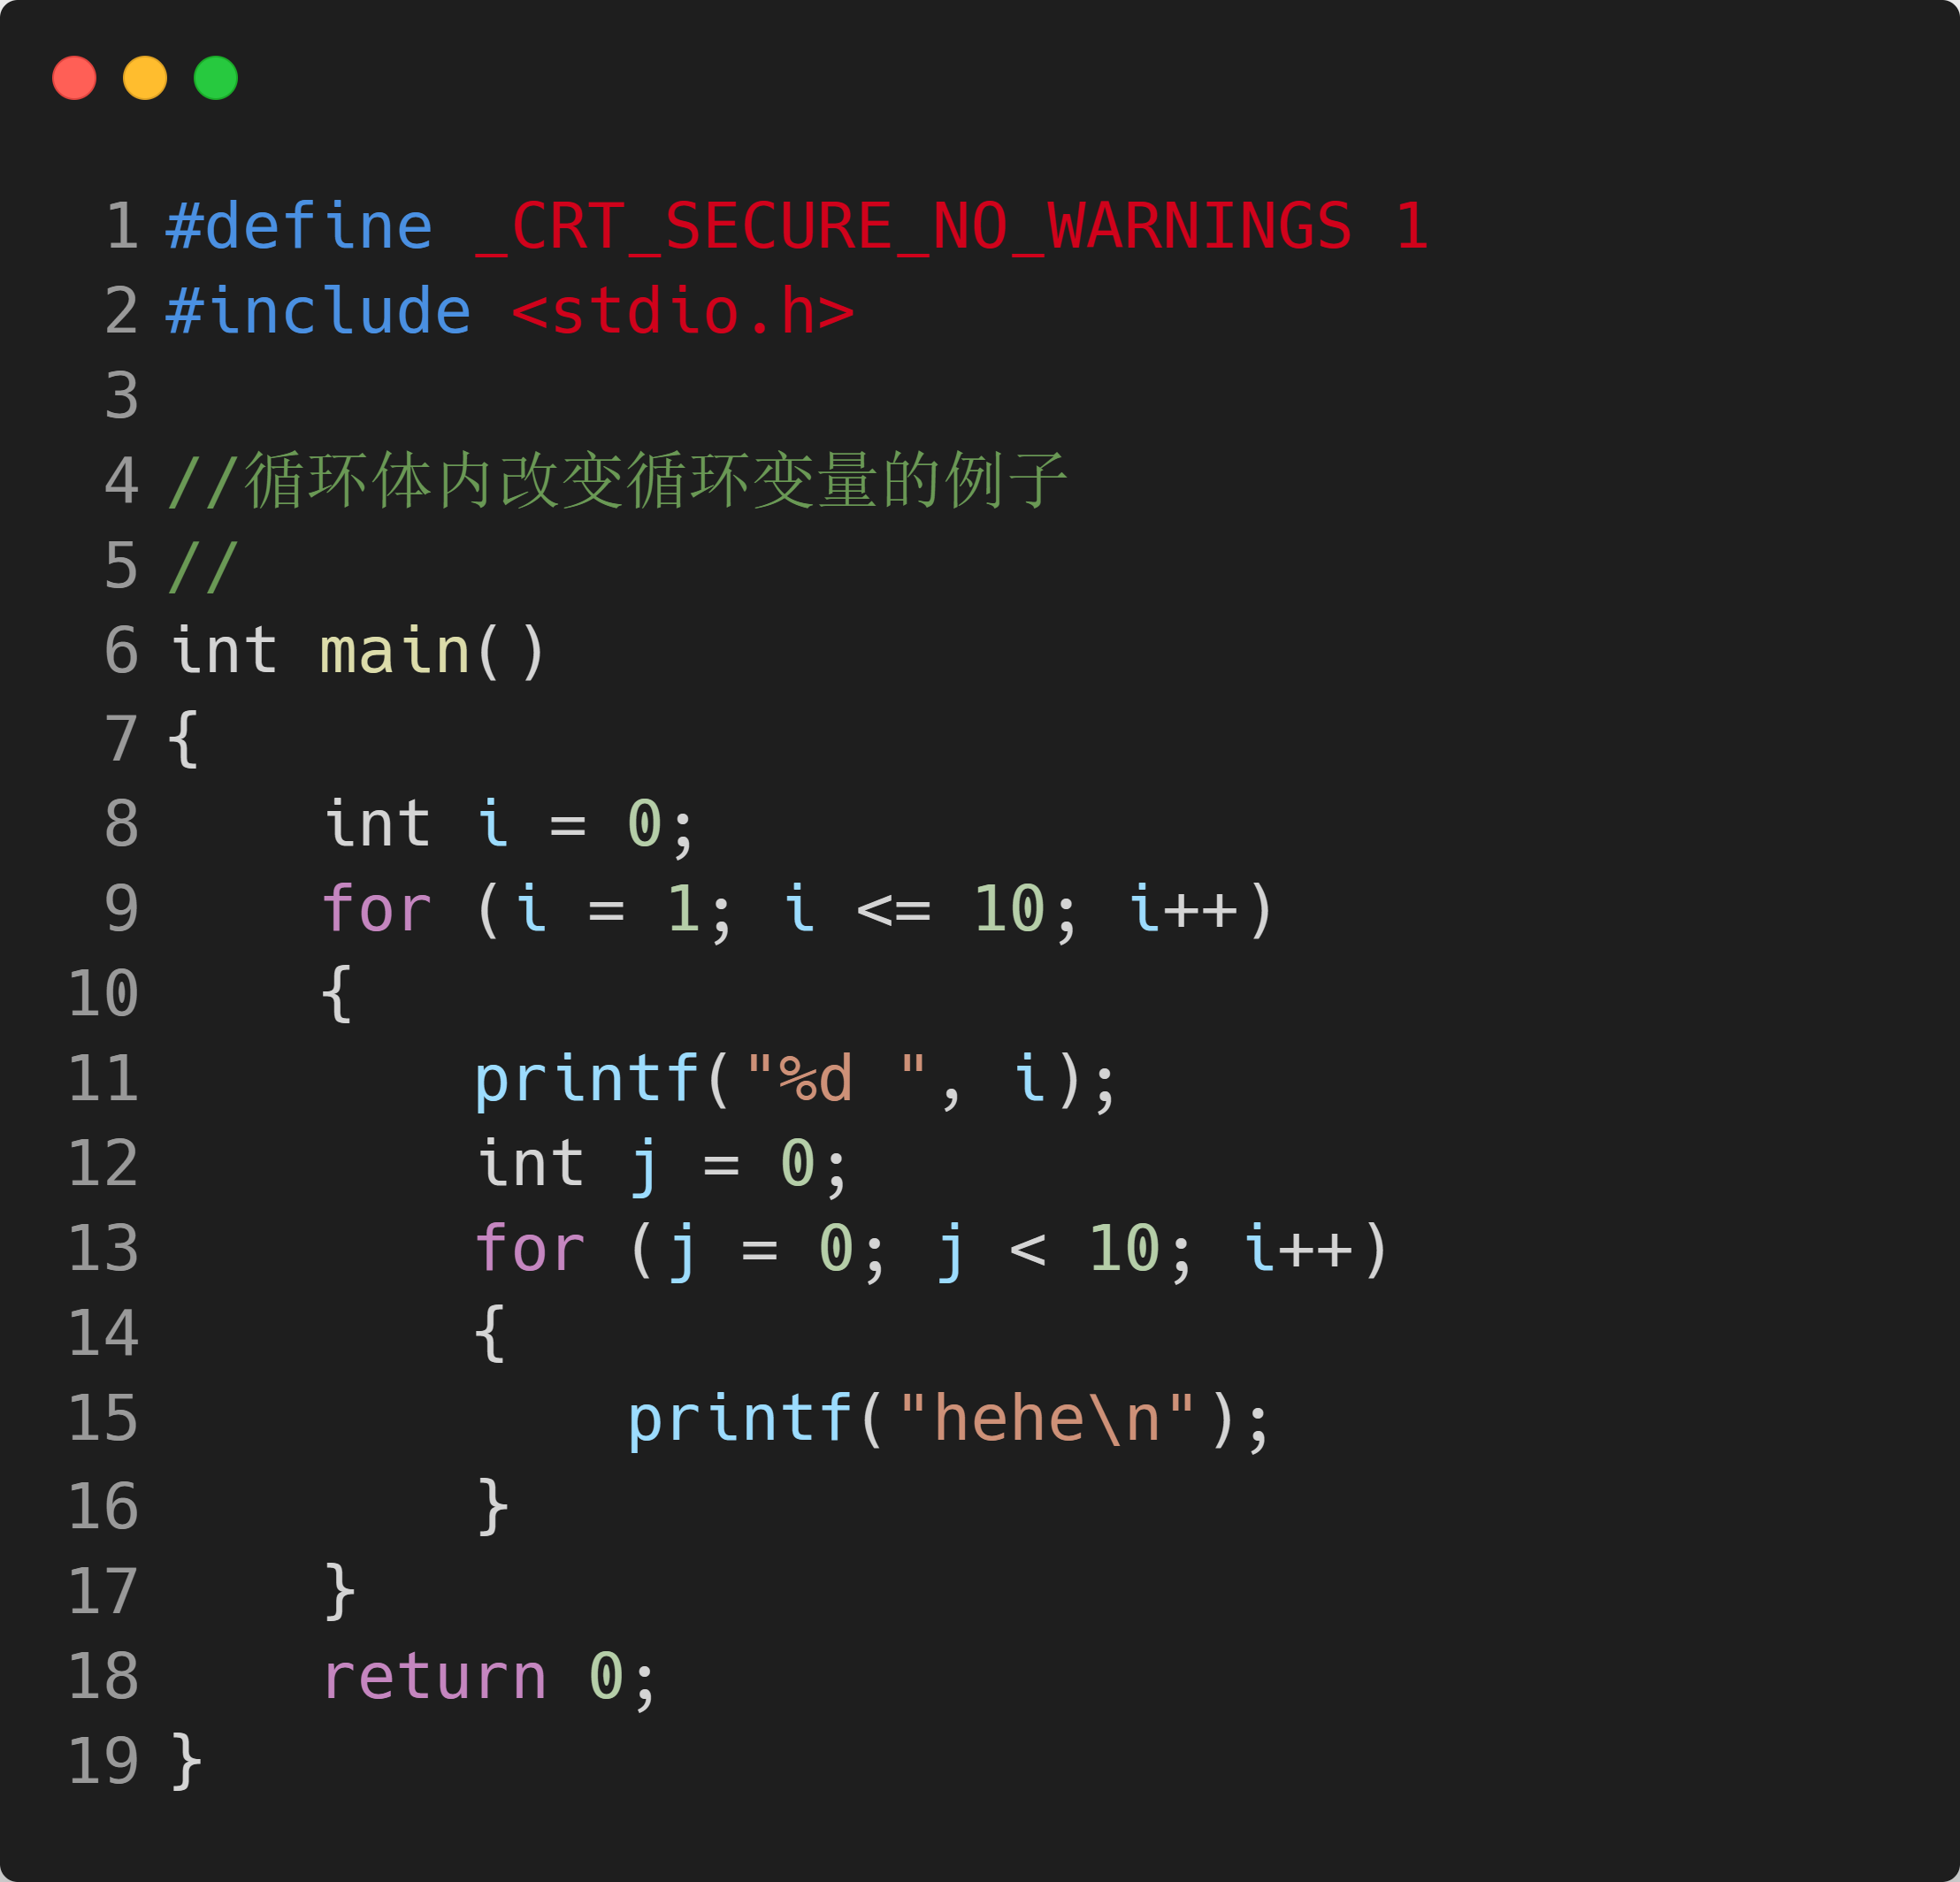 1 #define _CRT_SECURE_NO_WARNINGS 1
2 #include <stdio.h>
3
4 //循环体内改变循环变量的例子
5 //
6 int main()
7 {
8     int i = 0;
9     for (i = 1; i <= 10; i++)
10     {
11         printf("%d ", i);
12         int j = 0;
13         for (j = 0; j < 10; i++)
14         {
15             printf("hehe\n");
16         }
17     }
18     return 0;
19 }